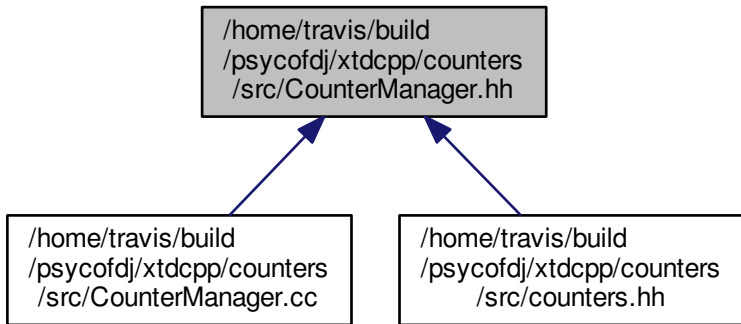 /home/travis/build
/psycofdj/xtdcpp/counters
/src/CounterManager.hh
/home/travis/build
/psycofdj/xtdcpp/counters
/src/CounterManager.cc
/home/travis/build
/psycofdj/xtdcpp/counters
/src/counters.hh